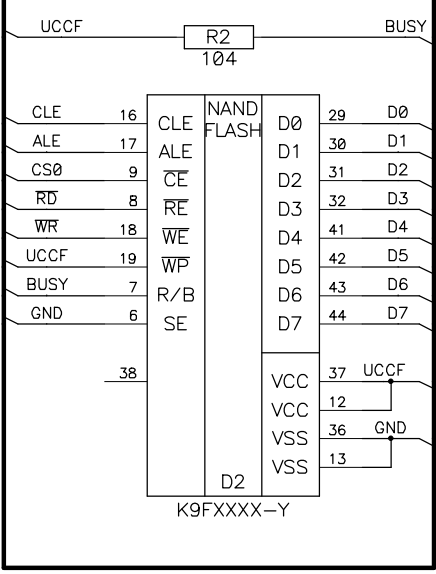 UCCF R2 BUSY
104
NAND
FLASH
CLE 16 CLE D0 29 D0
ALE 17 ALE D1 30 D1
CS0 9 CE D2 31 D2
RD 8 RE D3 32 D3
WR 18 WE D4 41 D4
UCCF 19 WP D5 42 D5
BUSY 7 R/B D6 43 D6
GND 6 SE D7 44 D7
38 VCC 37 UCCF
VCC 12
VSS 36 GND
VSS 13
D2
K9FXXXX-Y